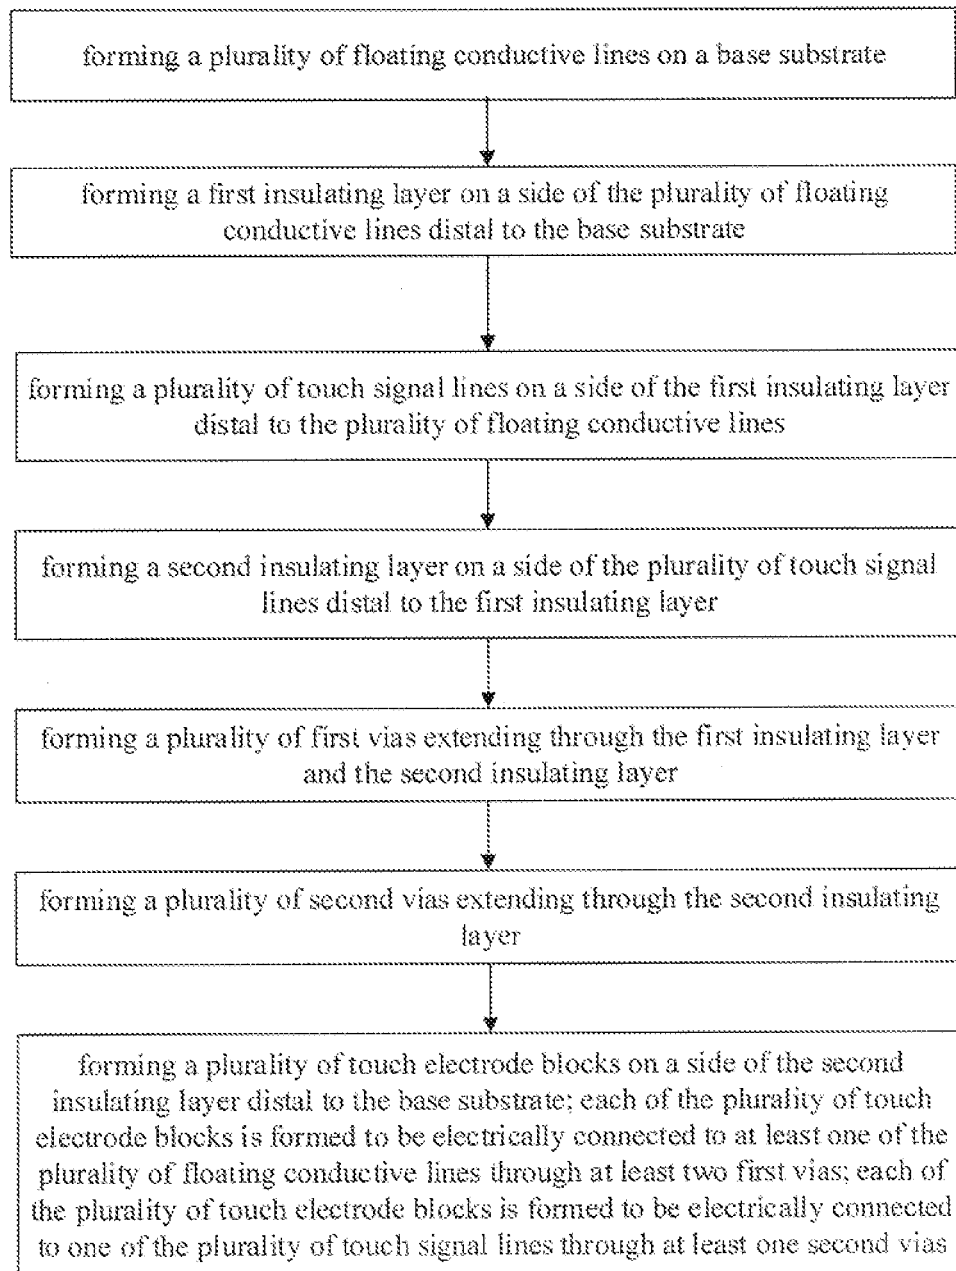 forming a plurality of floating conductive lines on a base substrate
forming a first insulating layer on a side of the plurality of floating
conductive lines distal to the base substrate
forming a plurality of touch signal lines on a side of the first insulating layer
distal to the plurality of floating conductive lines
forming a second insulating layer on a side of the plurality of touch signal
lines distal to the first insulating layer
forming a plurality of first vias extending through the first insulating layer
and the second insulating layer
forming a plurality of second vias extending through the second insulating
layer
forming a plurality of touch electrode blocks on a side of the second
insulating layer distal to the base substrate; each of the plurality of touch
electrode blocks is formed to be electrically connected to at least one of the
plurality of floating conductive lines through at least two first vias; each of
the plurality of touch electrode blocks is formed to be electrically connected
to one of the plurality of touch signal lines through at least one second vias